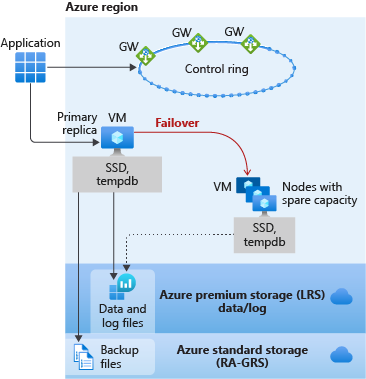 Azure region
Application
GW
GW
GW
Control ring
Primary
replica
VM
Failover
SSD,
tempdb
VM
Nodes with
spare capacity
SSD,
tempdb
Data and
log files
Azure premium storage (LRS)
data/log
Backup
files
Azure standard storage
(RA-GRS)